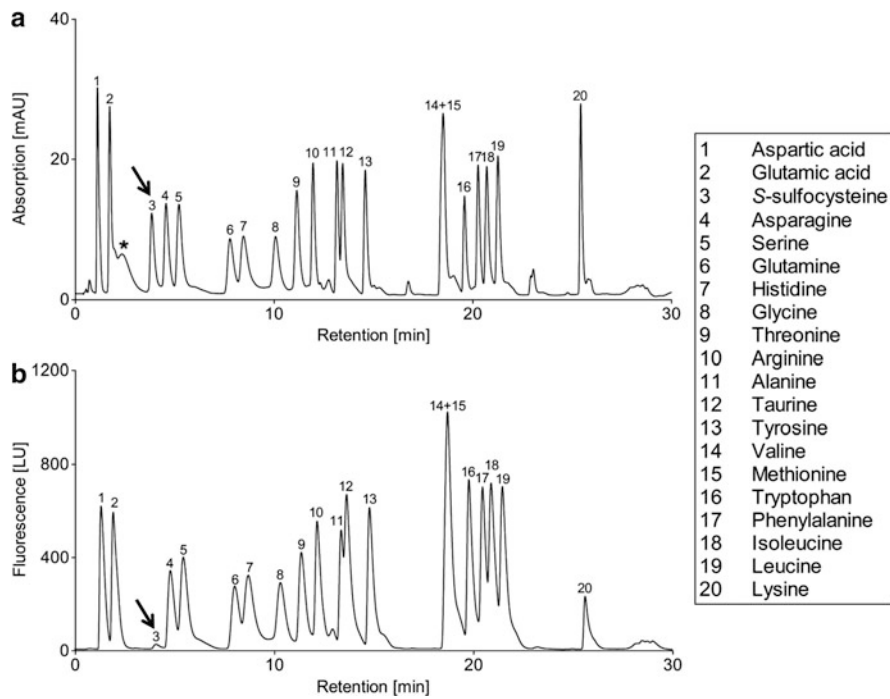 a
40
20
0
Absorption [mAU]
1
2
*
3
4
5
6
7
8
9
10
11
12
13
14+15
16
17
18
19
20
0
10
20
30
Retention [min]
b
1200
800
400
0
Fluorescence [LU]
1
2
3
4
5
6
7
8
9
10
11
12
13
14+15
16
17
18
19
20
0
10
20
30
Retention [min]
1 Aspartic acid
2 Glutamic acid
3 S-sulfocysteine
4 Asparagine
5 Serine
6 Glutamine
7 Histidine
8 Glycine
9 Threonine
10 Arginine
11 Alanine
12 Taurine
13 Tyrosine
14 Valine
15 Methionine
16 Tryptophan
17 Phenylalanine
18 Isoleucine
19 Leucine
20 Lysine